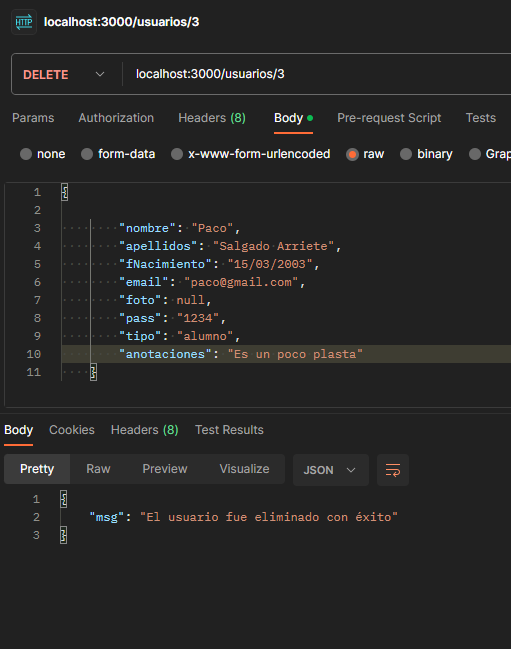 HTTP localhost:3000/usuarios/3
DELETE localhost:3000/usuarios/3
Params Authorization Headers (8) Body Pre-request Script Tests
none form-data x-www-form-urlencoded raw binary Grap
1 {
2
3 "nombre": "Paco",
4 "apellidos": "Salgado Arriete",
5 "fNacimiento": "15/03/2003",
6 "email": "paco@gmail.com",
7 "foto": null,
8 "pass": "1234",
9 "tipo": "alumno",
10 "anotaciones": "Es un poco plasta"
11 }
Body Cookies Headers (8) Test Results
Pretty Raw Preview Visualize JSON
1 {
2 "msg": "El usuario fue eliminado con éxito"
3 }